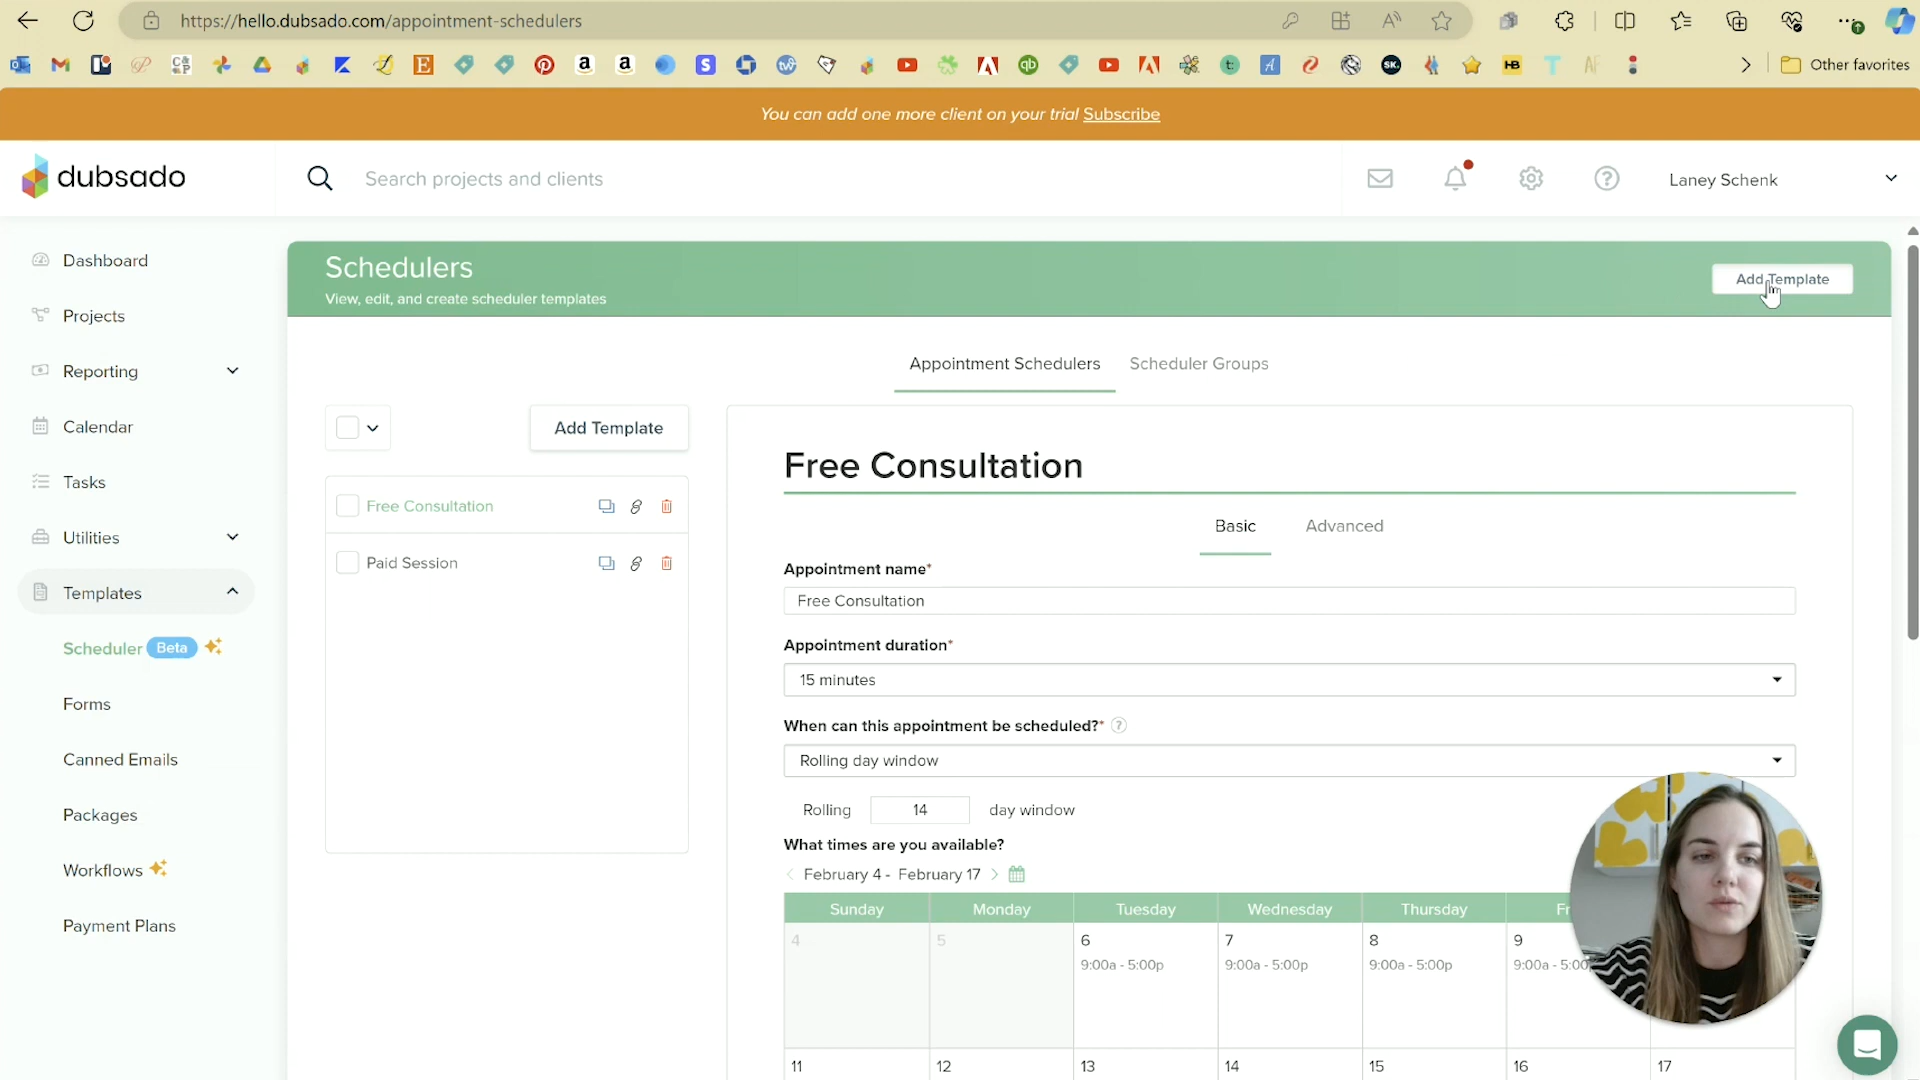 https://hello.dubsado.com/appointment-schedulers
Other favorites
You can add one more client on your trial Subscribe
dubsado
Search projects and clients
Laney Schenk
Dashboard
Projects
Reporting
Calendar
Tasks
Utilities
Templates
Scheduler Beta
Forms
Canned Emails
Packages
Workflows
Payment Plans
Schedulers
View, edit, and create scheduler templates
Add Template
Appointment Schedulers
Scheduler Groups
Add Template
Free Consultation
Paid Session
Free Consultation
Basic
Advanced
Appointment name*
Free Consultation
Appointment duration*
15 minutes
When can this appointment be scheduled?* ?
Rolling day window
Rolling 14 day window
What times are you available?
February 4 - February 17
Sunday Monday Tuesday Wednesday Thursday Fr
4 5 6 7 8 9
9:00a - 5:00p 9:00a - 5:00p 9:00a - 5:00p 9:00a - 5:00
11 12 13 14 15 16 17